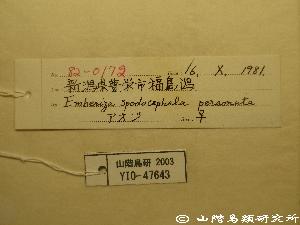 82-0172 16, X, 1981.
新潟県豊栄市福島潟
Emberiza spodocephala personata
アオジ ♀
山階鳥研 2003
YIO-47643
© 山階鳥類研究所